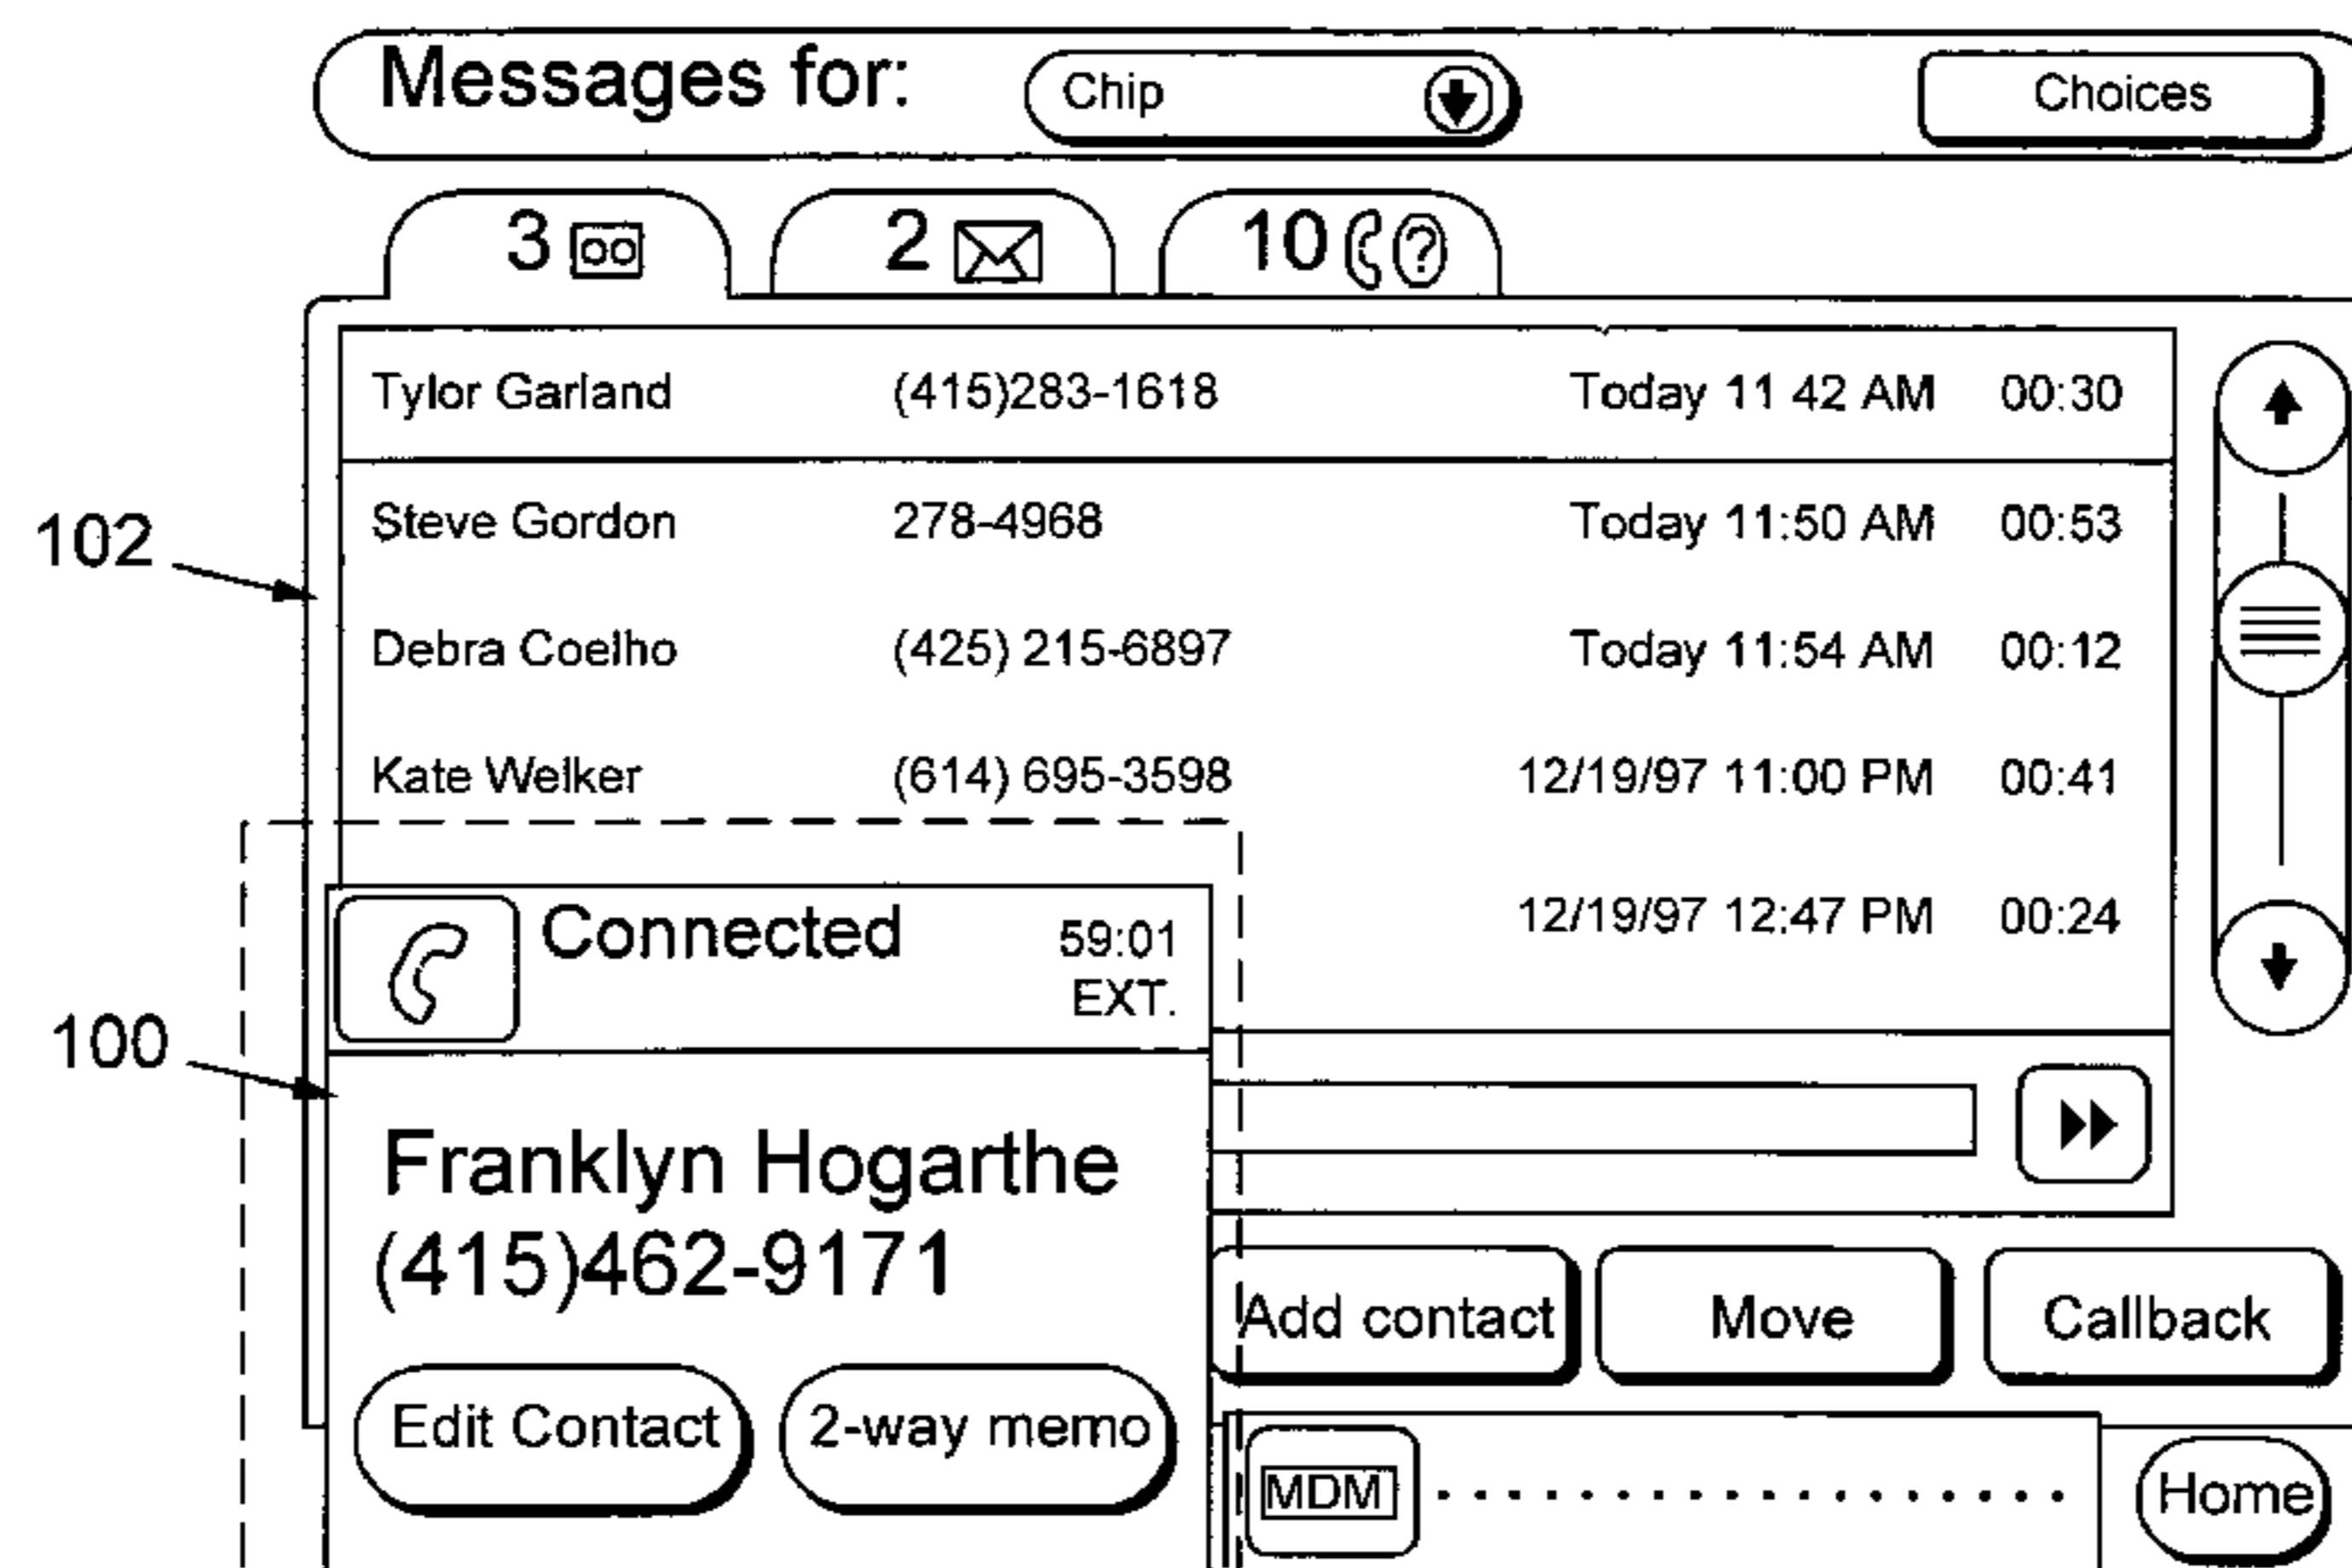 Messages for: Chip Choices
3 2 10 ?
Tylor Garland (415)283-1618 Today 11 42 AM 00:30
Steve Gordon 278-4968 Today 11:50 AM 00:53
102
Debra Coelho (425) 215-6897 Today 11:54 AM 00:12
Kate Welker (614) 695-3598 12/19/97 11:00 PM 00:41
12/19/97 12:47 PM 00:24
Connected 59:01
EXT.
100
Franklyn Hogarthe
(415)462-9171
Add contact Move Callback
Edit Contact 2-way memo
MDM Home